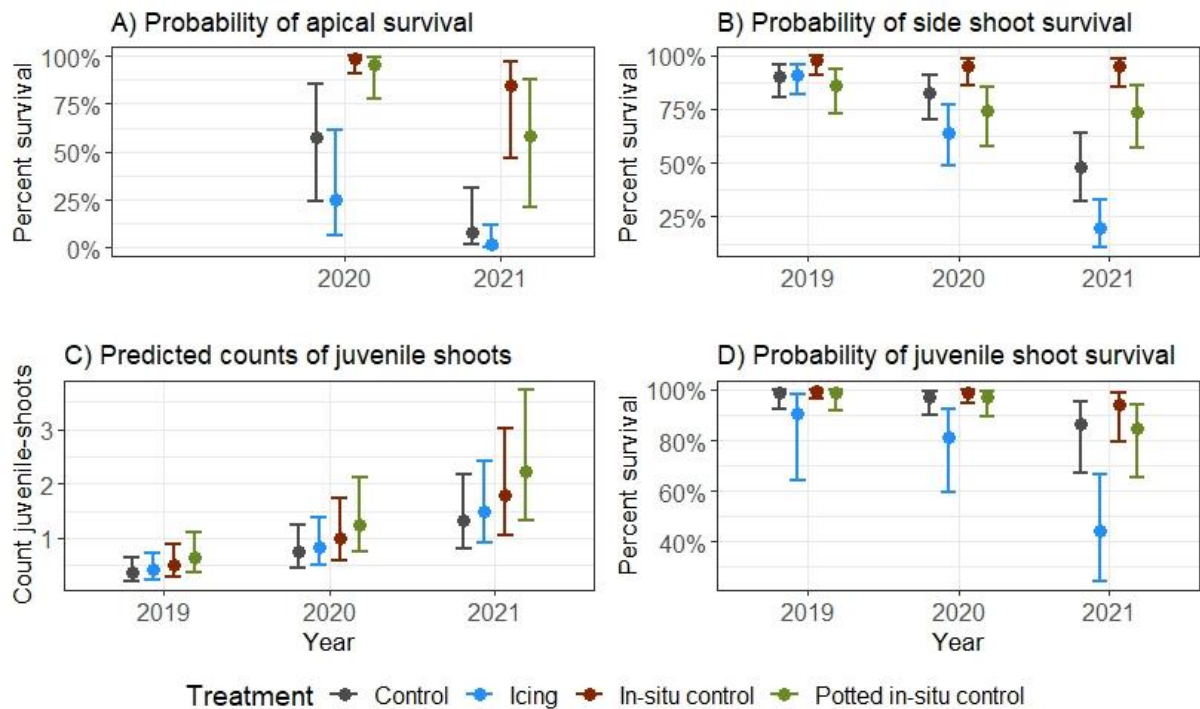 A) Probability of apical survival
Percent survival
100%
75%
50%
25%
0%
2020
2021
B) Probability of side shoot survival
Percent survival
100%
75%
50%
25%
2019
2020
2021
C) Predicted counts of juvenile shoots
Count juvenile-shoots
3
2
1
2019
2020
2021
Year
D) Probability of juvenile shoot survival
Percent survival
100%
80%
60%
40%
2019
2020
2021
Year
Treatment Control Icing In-situ control Potted in-situ control